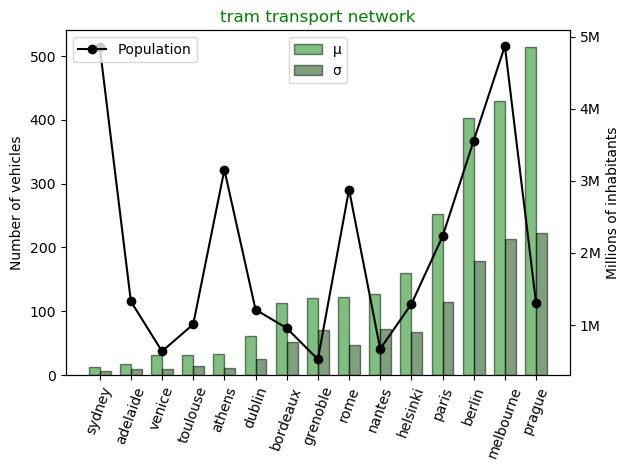 tram transport network
Population
μ
σ
Number of vehicles
0
100
200
300
400
500
Millions of inhabitants
1M
2M
3M
4M
5M
sydney
adelaide
venice
toulouse
athens
dublin
bordeaux
grenoble
rome
nantes
helsinki
paris
berlin
melbourne
prague